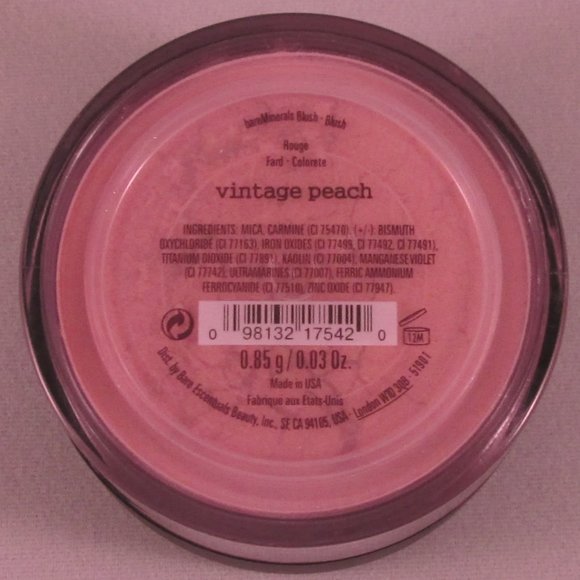 bareMinerals Blush · Blush
Rouge
Fard · Colorete
vintage peach
INGREDIENTS: MICA, CARMINE (CI 75470). (+/-): BISMUTH
OXYCHLORIDE (CI 77163), IRON OXIDES (CI 77499, CI 77492, CI 77491),
TITANIUM DIOXIDE (CI 77891), KAOLIN (CI 77004), MANGANESE VIOLET
(CI 77742), ULTRAMARINES (CI 77007), FERRIC AMMONIUM
FERROCYANIDE (CI 77510), ZINC OXIDE (CI 77947).
0 98132 17542 0
12M
0.85 g / 0.03 Oz.
Made in USA
Fabrique aux Etats-Unis
Dist. by Bare Escentuals Beauty, Inc., SF, CA 94105, USA · London W1D 3QD 51901